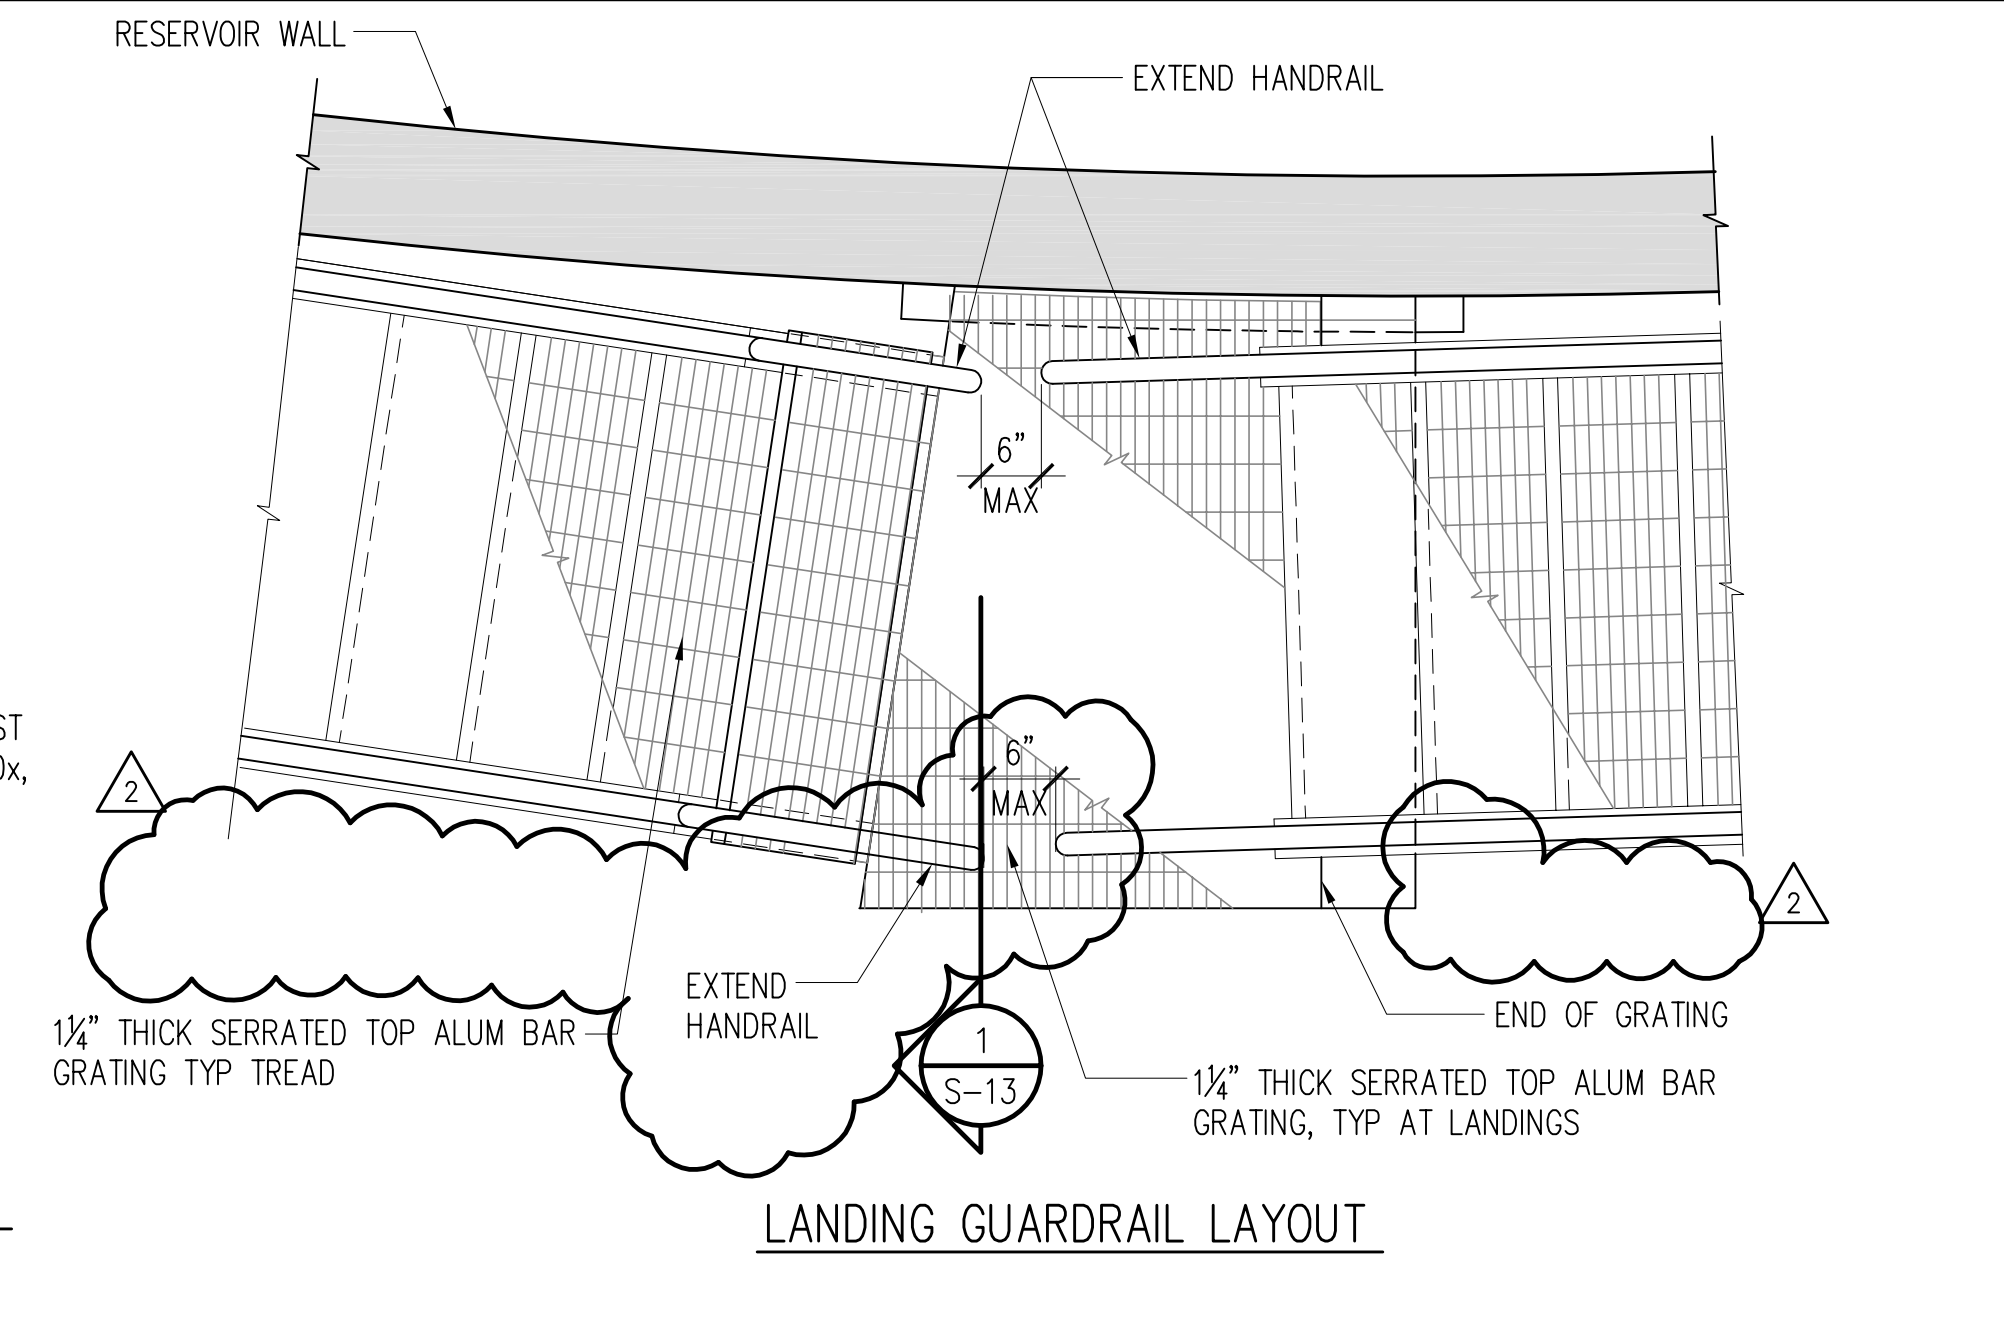 RESERVOIR WALL
EXTEND HANDRAIL
6"
MAX
ST
x,
2
6"
MAX
2
EXTEND
HANDRAIL
END OF GRATING
1¼" THICK SERRATED TOP ALUM BAR
GRATING TYP TREAD
1
S-13
1¼" THICK SERRATED TOP ALUM BAR
GRATING, TYP AT LANDINGS
LANDING GUARDRAIL LAYOUT